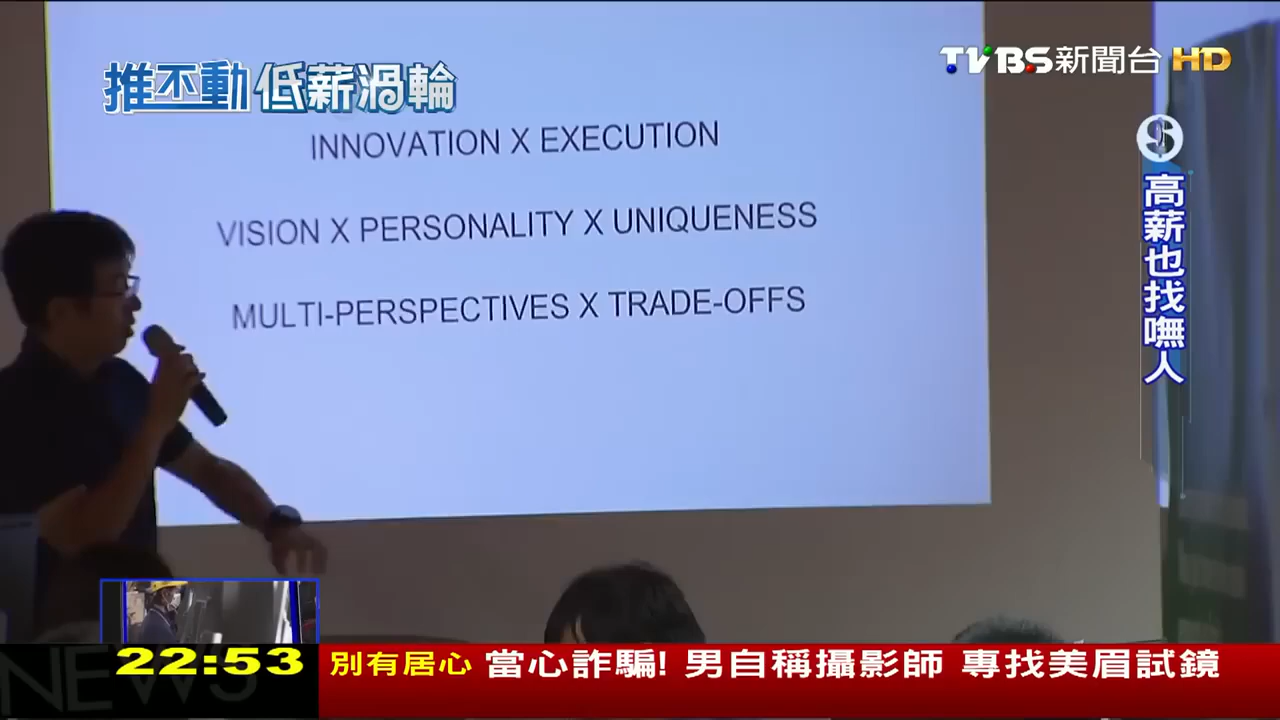 推不動 低薪渦輪
TVBS新聞台 HD
INNOVATION X EXECUTION
VISION X PERSONALITY X UNIQUENESS
MULTI-PERSPECTIVES X TRADE-OFFS
高薪也找嘸人
NEWS
22:53
別有居心 當心詐騙! 男自稱攝影師 專找美眉試鏡